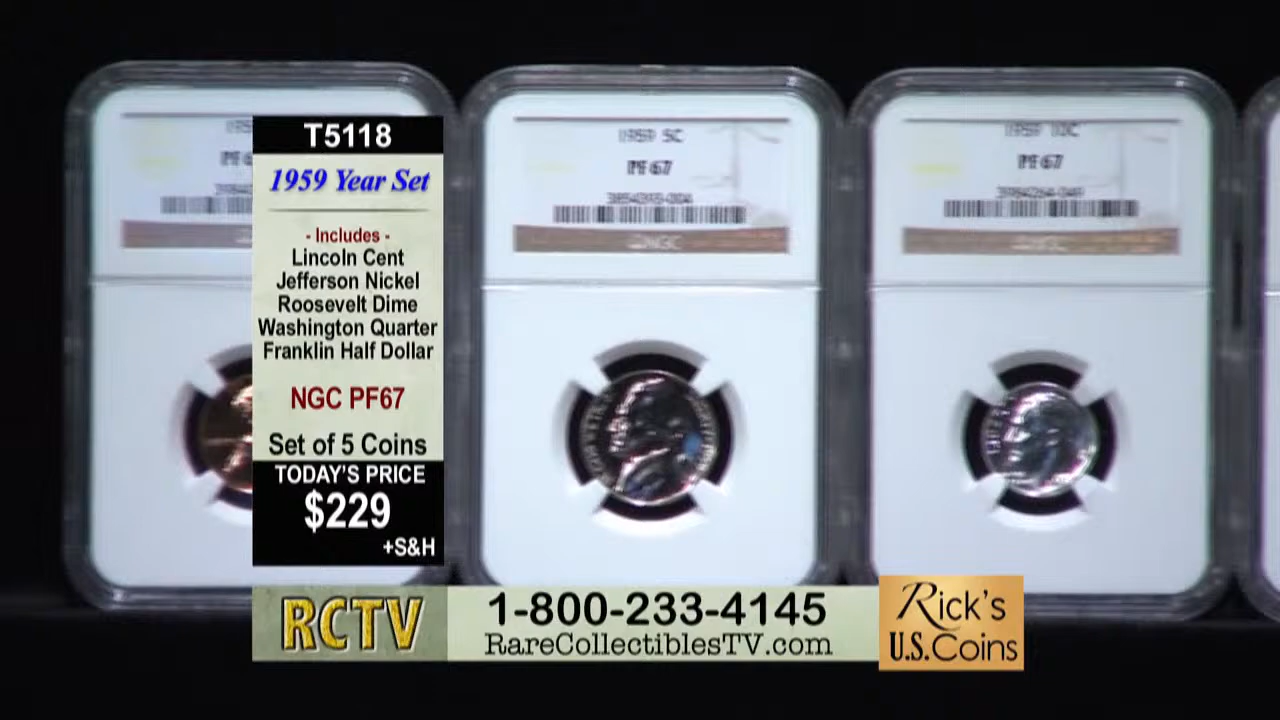 T5118
1959 Year Set
- Includes -
Lincoln Cent
Jefferson Nickel
Roosevelt Dime
Washington Quarter
Franklin Half Dollar
NGC PF67
Set of 5 Coins
TODAY'S PRICE
$229
+S&H
1959 5C
PF 67
NGC
1959 10C
PF 67
RCTV
1-800-233-4145
RareCollectiblesTV.com
Rick's
U.S. Coins